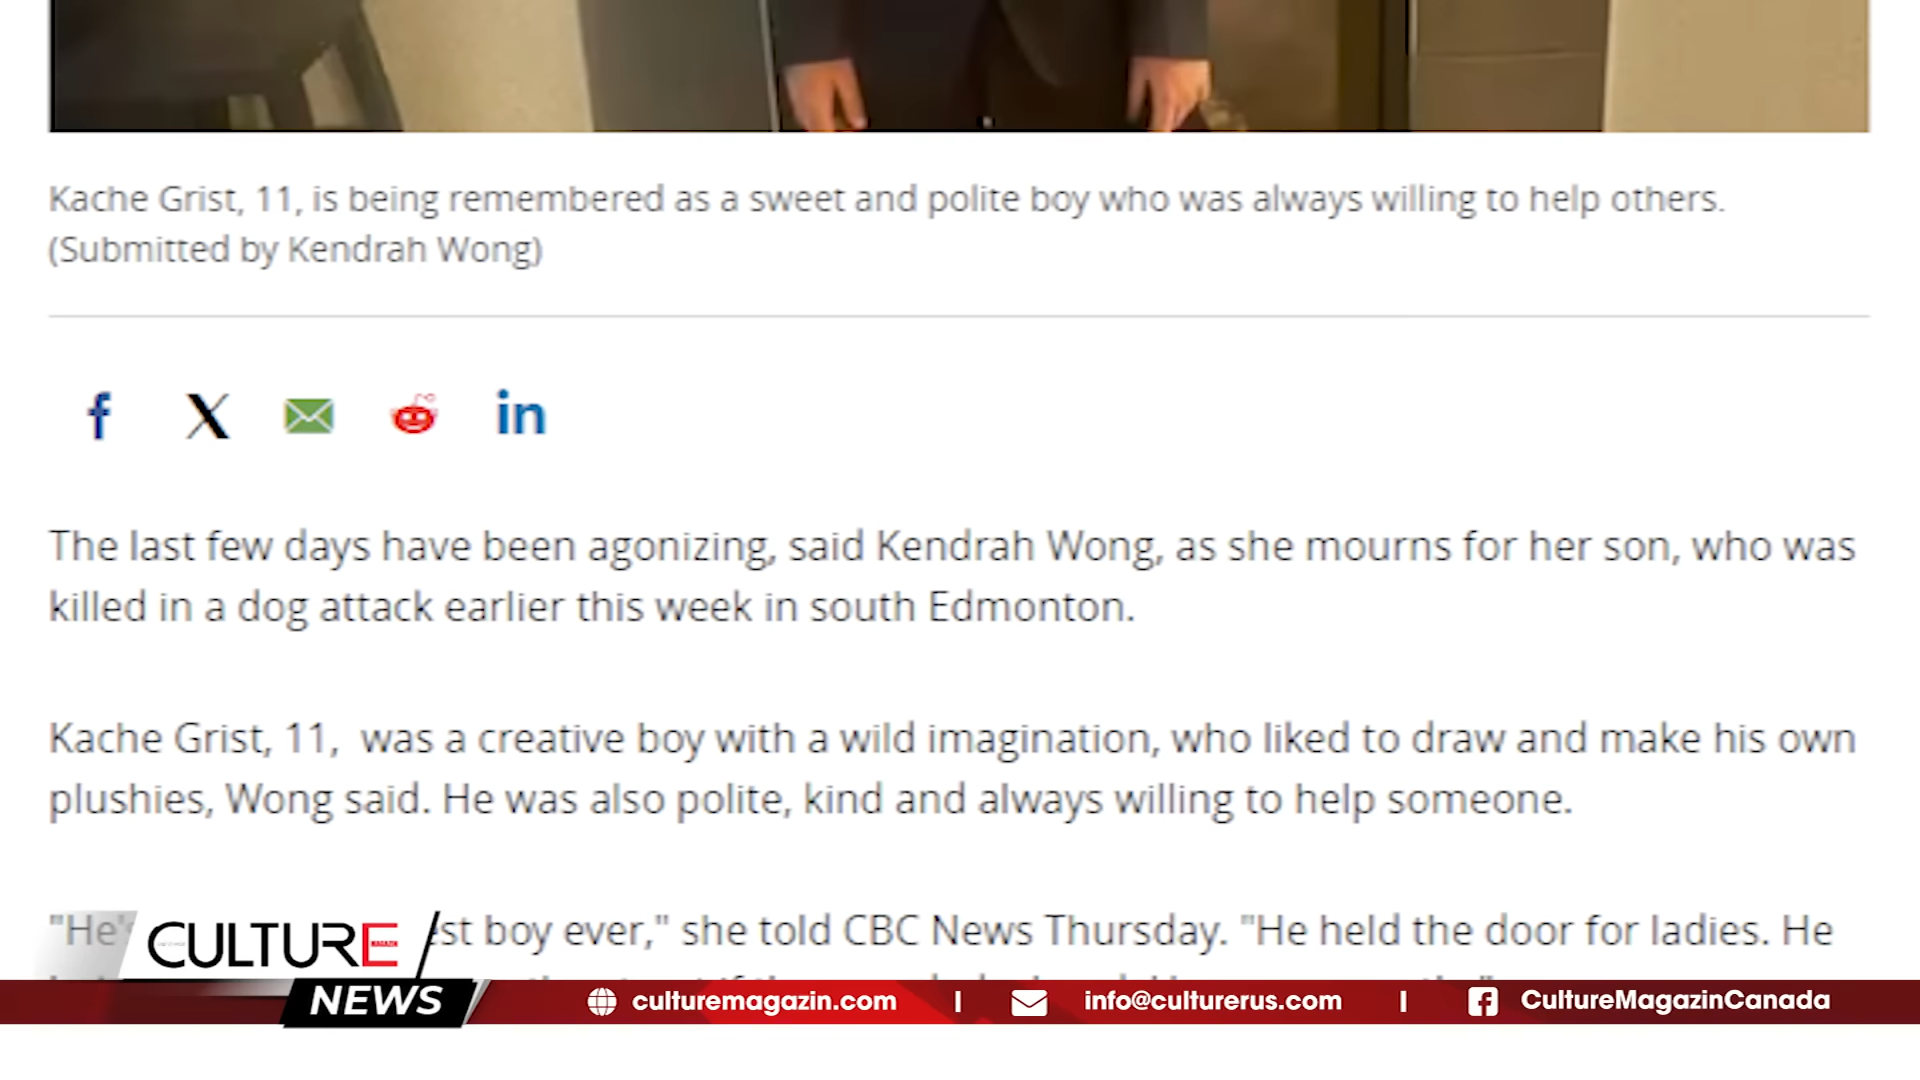 Kache Grist, 11, is being remembered as a sweet and polite boy who was always willing to help others.
(Submitted by Kendrah Wong)
f X in
The last few days have been agonizing, said Kendrah Wong, as she mourns for her son, who was
killed in a dog attack earlier this week in south Edmonton.
Kache Grist, 11, was a creative boy with a wild imagination, who liked to draw and make his own
plushies, Wong said. He was also polite, kind and always willing to help someone.
"He's boy ever," she told CBC News Thursday. "He held the door for ladies. He
CULTURE
NEWS
culturemagazin.com | info@culturerus.com | CultureMagazinCanada